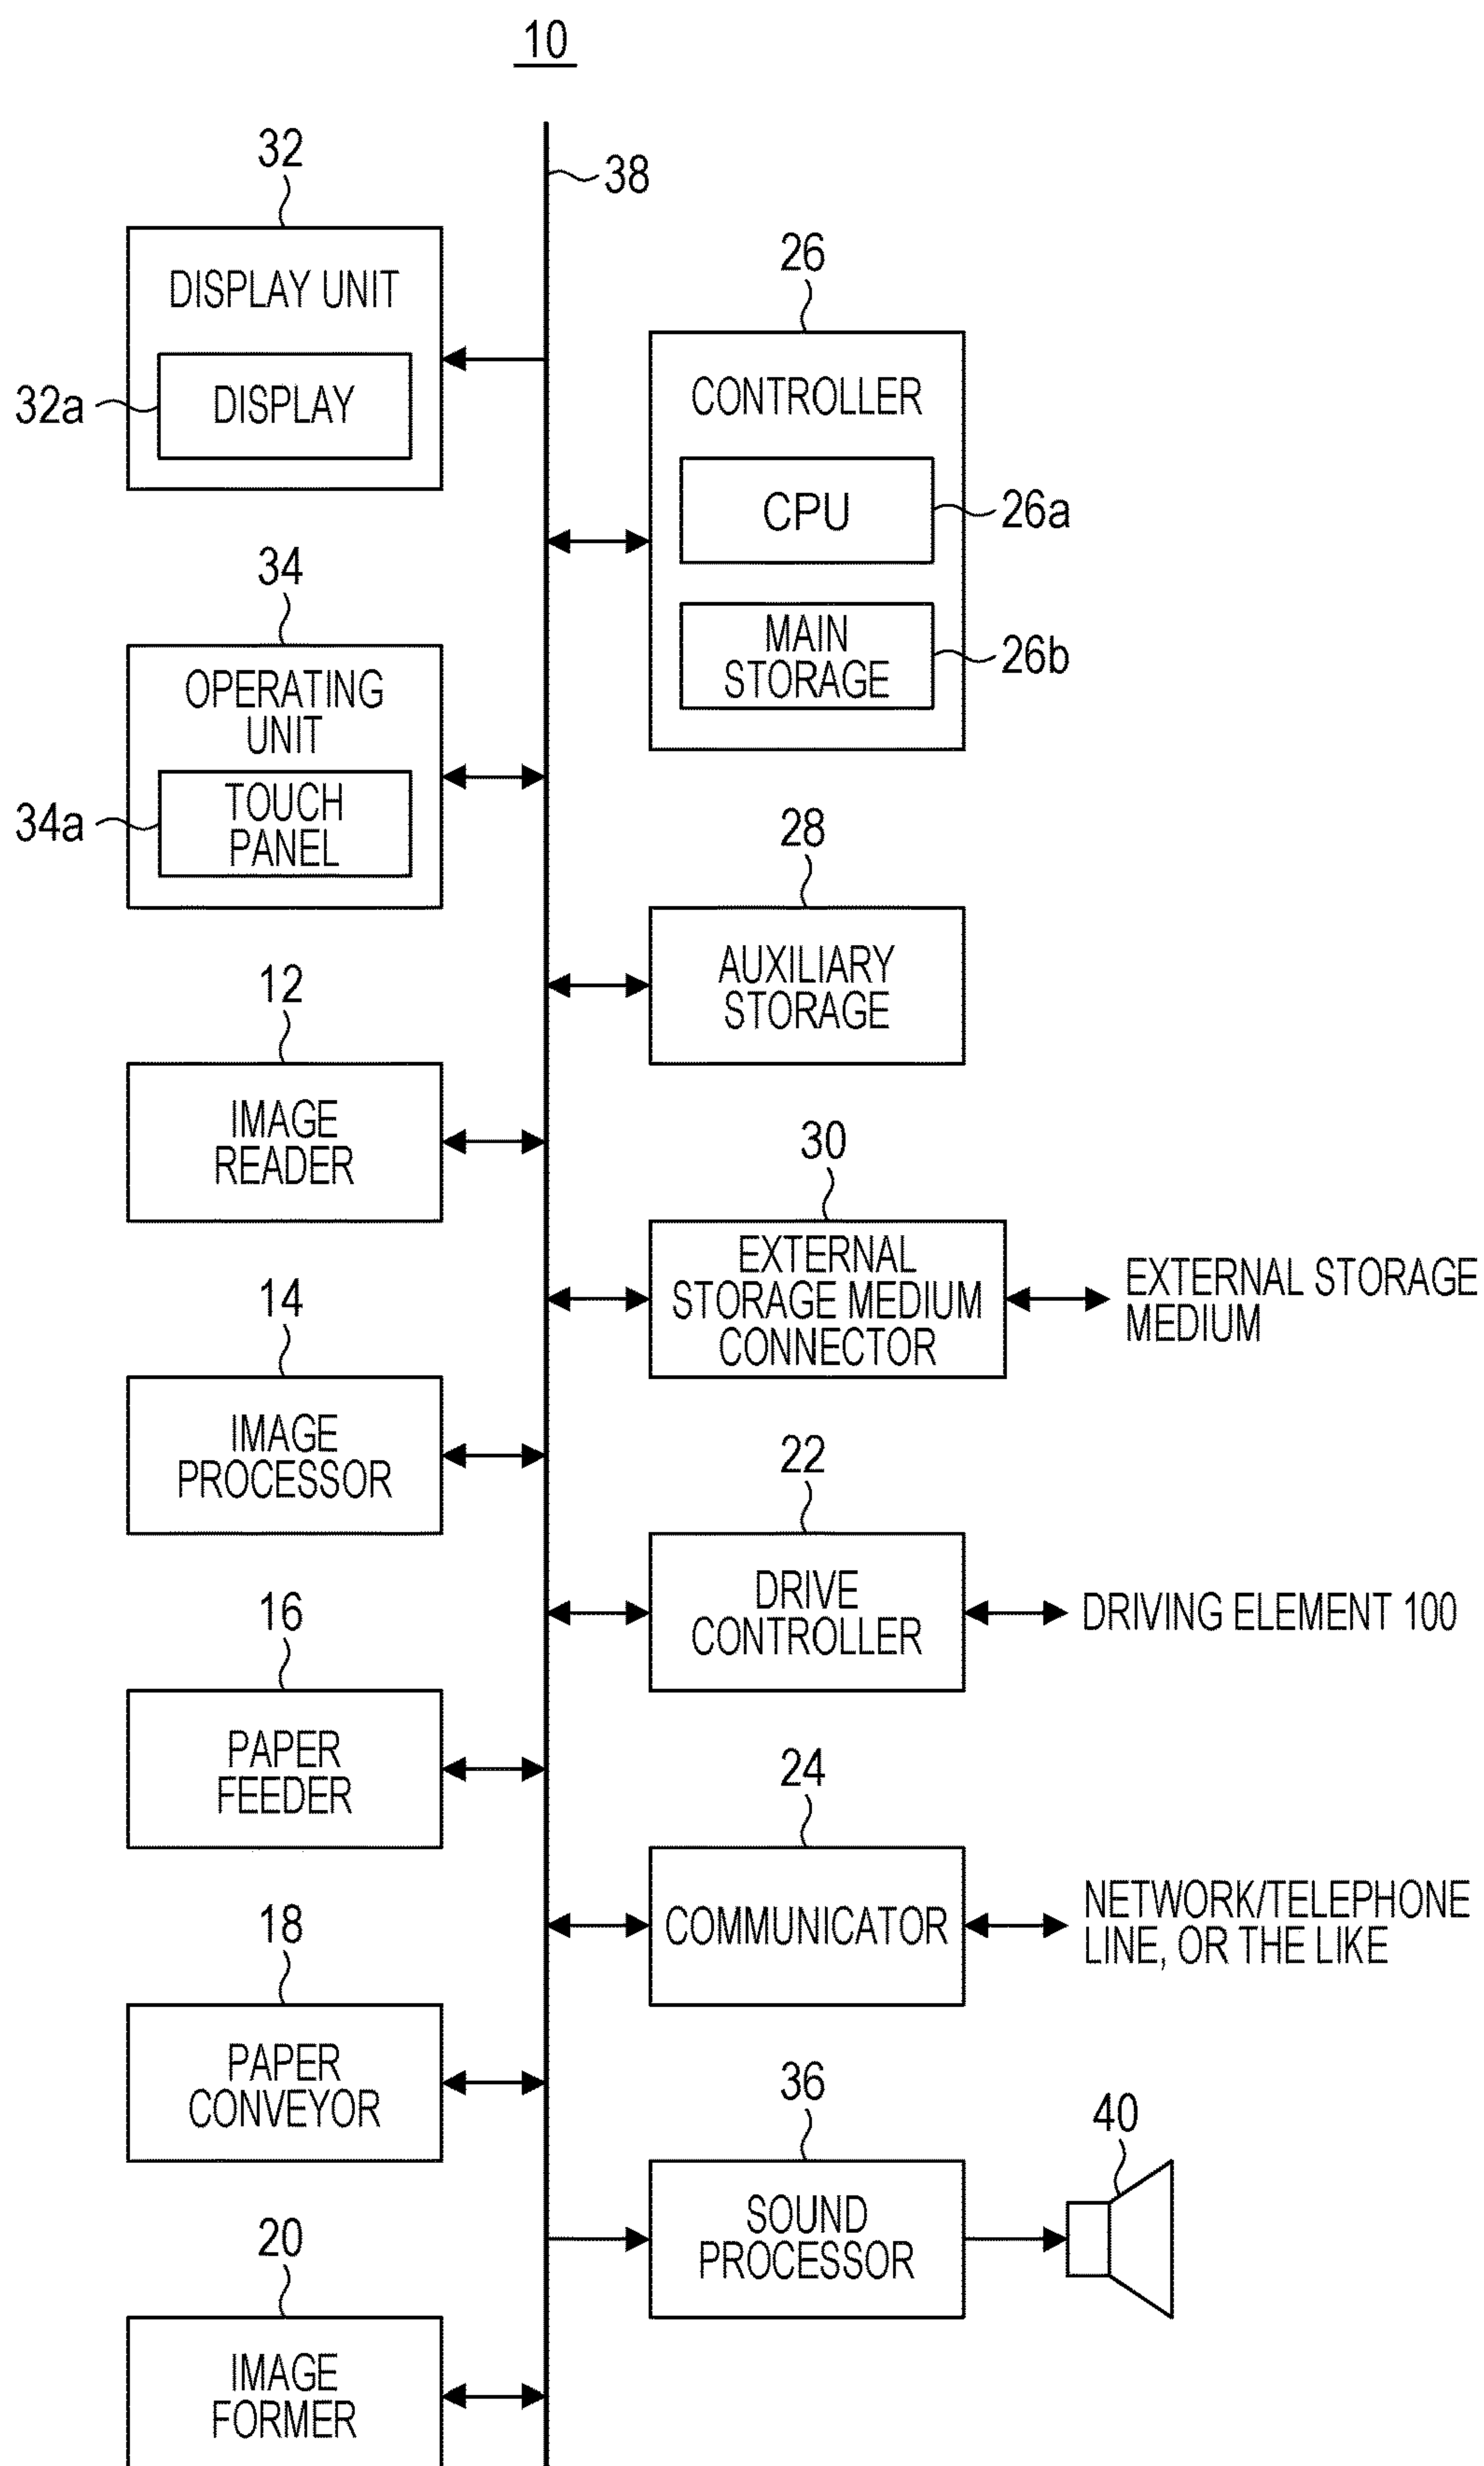 10
38
32
DISPLAY UNIT
32a
DISPLAY
34
OPERATING
UNIT
34a
TOUCH
PANEL
12
IMAGE
READER
14
IMAGE
PROCESSOR
16
PAPER
FEEDER
18
PAPER
CONVEYOR
20
IMAGE
FORMER
26
CONTROLLER
CPU
26a
MAIN
STORAGE
26b
28
AUXILIARY
STORAGE
30
EXTERNAL
STORAGE MEDIUM
CONNECTOR
EXTERNAL STORAGE
MEDIUM
22
DRIVE
CONTROLLER
DRIVING ELEMENT 100
24
COMMUNICATOR
NETWORK/TELEPHONE
LINE, OR THE LIKE
36
SOUND
PROCESSOR
40